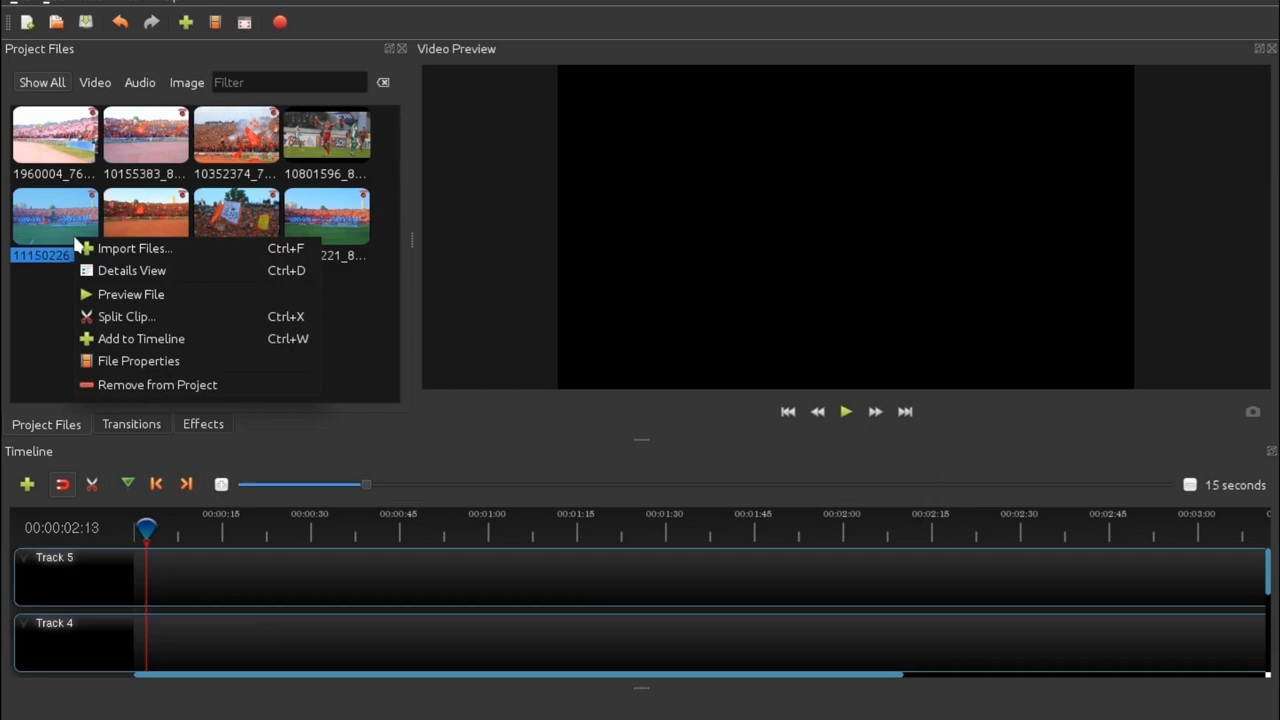 Project Files
Video Preview
Show All Video Audio Image Filter
1960004_76... 10155383_8... 10352374_7... 10801596_8...
11150226 221_8...
Import Files... Ctrl+F
Details View Ctrl+D
Preview File
Split Clip... Ctrl+X
Add to Timeline Ctrl+W
File Properties
Remove from Project
Project Files Transitions Effects
Timeline
15 seconds
00:00:02:13
00:00:15 00:00:30 00:00:45 00:01:00 00:01:15 00:01:30 00:01:45 00:02:00 00:02:15 00:02:30 00:02:45 00:03:00
Track 5
Track 4